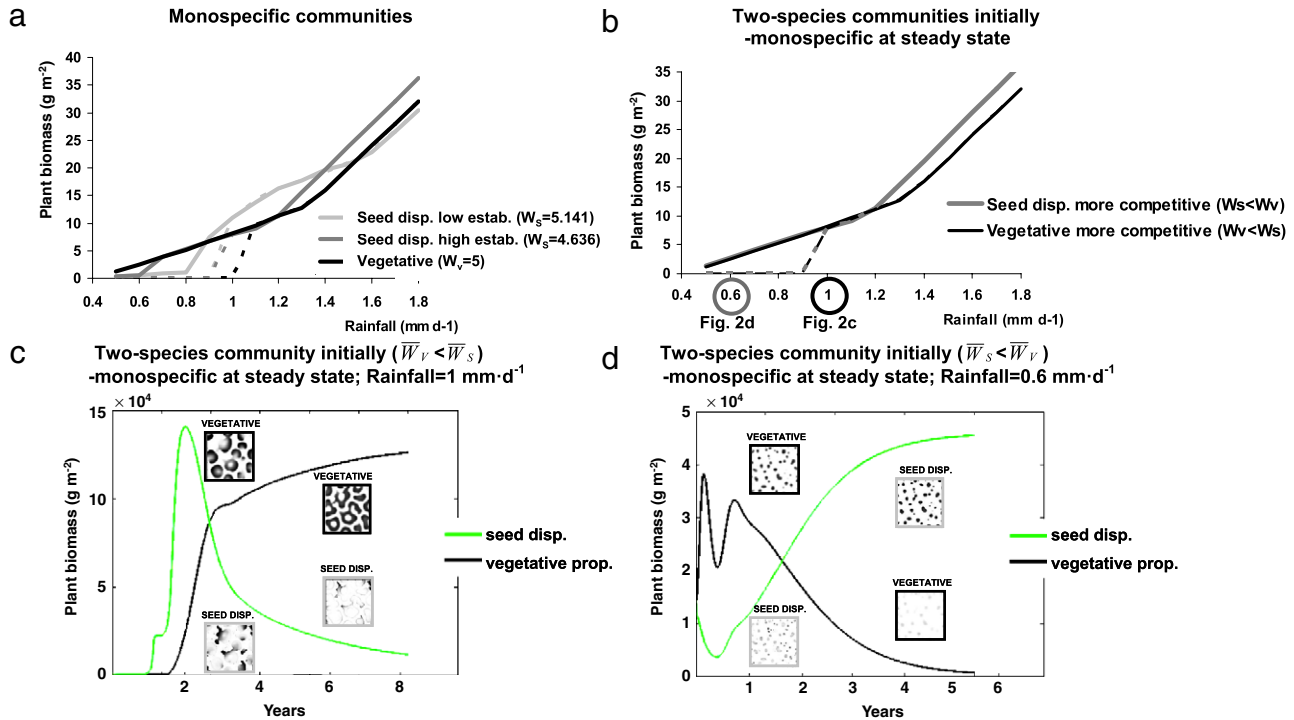 a
Monospecific communities
Plant biomass (g m-2)
40
35
30
25
20
15
10
5
0
0.4
0.6
0.8
1
1.2
1.4
1.6
1.8
Rainfall (mm d-1)
Seed disp. low estab. (WS=5.141)
Seed disp. high estab. (WS=4.636)
Vegetative (Wv=5)
b
Two-species communities initially
-monospecific at steady state
Plant biomass (g m-2)
35
30
25
20
15
10
5
0
0.4
0.6
0.8
1
1.2
1.4
1.6
1.8
Fig. 2d
Fig. 2c
Rainfall (mm d-1)
Seed disp. more competitive (Ws<Wv)
Vegetative more competitive (Wv<Ws)
c
Two-species community initially (W̅V < W̅S)
-monospecific at steady state; Rainfall=1 mm·d-1
× 104
Plant biomass (g m-2)
15
10
5
0
2
4
6
8
Years
VEGETATIVE
VEGETATIVE
SEED DISP.
SEED DISP.
seed disp.
vegetative prop.
d
Two-species community initially (W̅S < W̅V)
-monospecific at steady state; Rainfall=0.6 mm·d-1
× 104
Plant biomass (g m-2)
5
4
3
2
1
0
1
2
3
4
5
6
Years
VEGETATIVE
SEED DISP.
VEGETATIVE
SEED DISP.
seed disp.
vegetative prop.